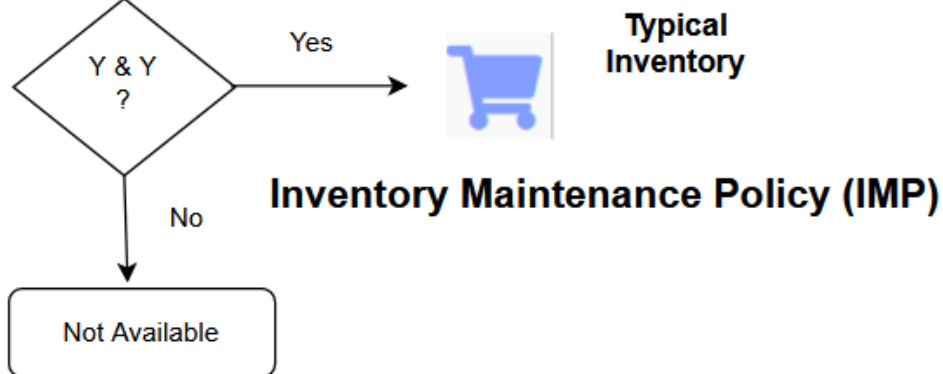 Y & Y
?
Yes
Typical
Inventory
Inventory Maintenance Policy (IMP)
No
Not Available